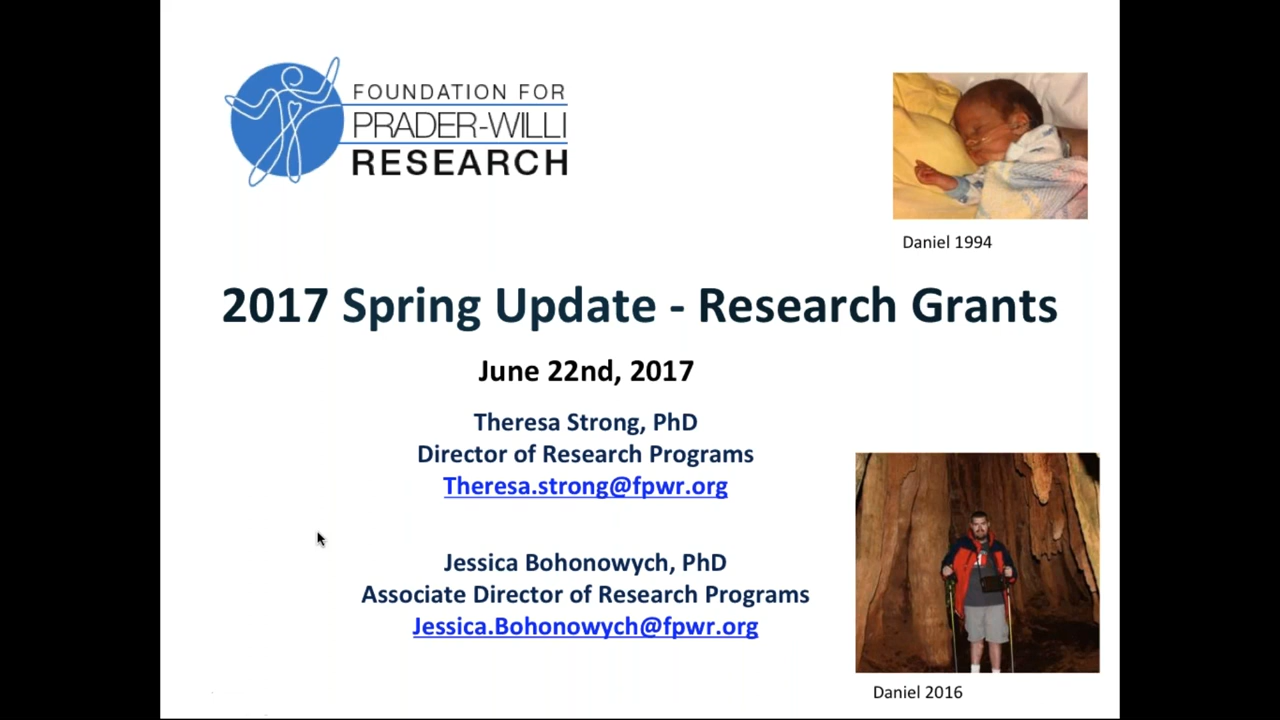 FOUNDATION FOR
PRADER-WILLI
RESEARCH
Daniel 1994
2017 Spring Update - Research Grants
June 22nd, 2017
Theresa Strong, PhD
Director of Research Programs
Theresa.strong@fpwr.org
Jessica Bohonowych, PhD
Associate Director of Research Programs
Jessica.Bohonowych@fpwr.org
Daniel 2016